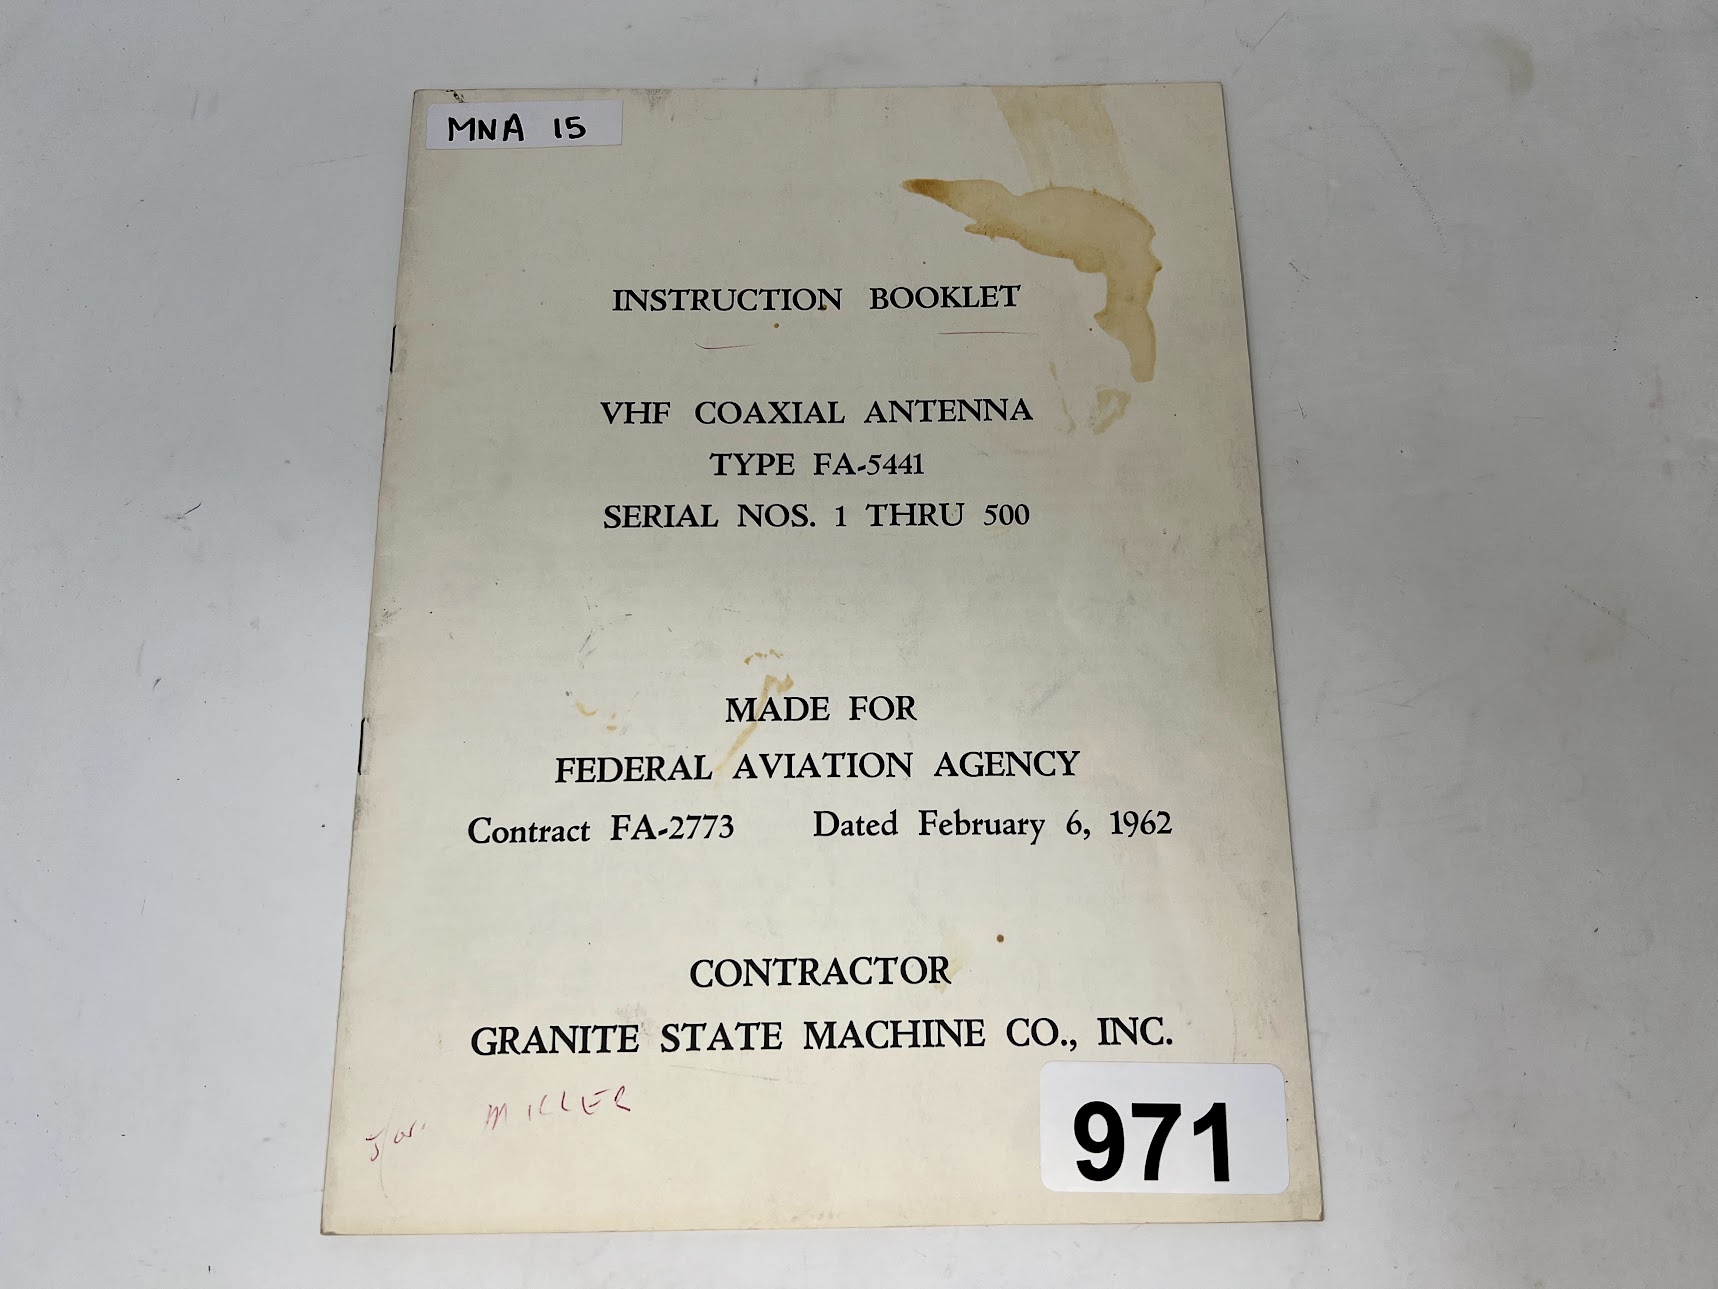 MNA 15
INSTRUCTION BOOKLET
VHF COAXIAL ANTENNA
TYPE FA-5441
SERIAL NOS. 1 THRU 500
MADE FOR
FEDERAL AVIATION AGENCY
Contract FA-2773 Dated February 6, 1962
CONTRACTOR
GRANITE STATE MACHINE CO., INC.
MILLER
971